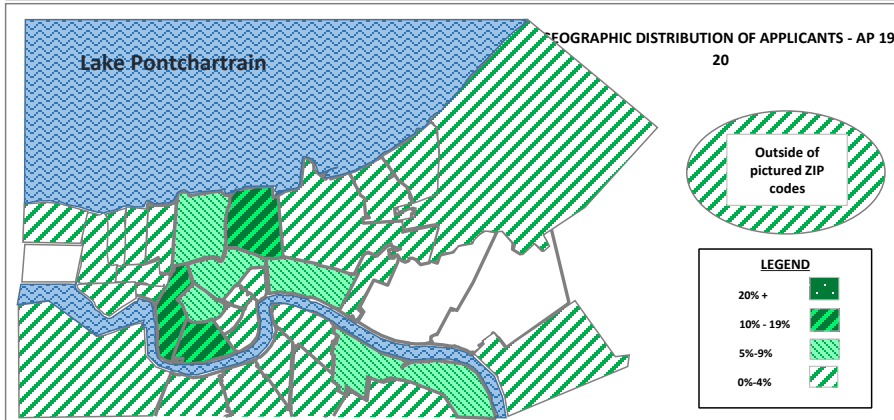 GEOGRAPHIC DISTRIBUTION OF APPLICANTS - AP 19
20
Lake Pontchartrain
Outside of
pictured ZIP
codes
LEGEND
20% +
10% - 19%
5%-9%
0%-4%